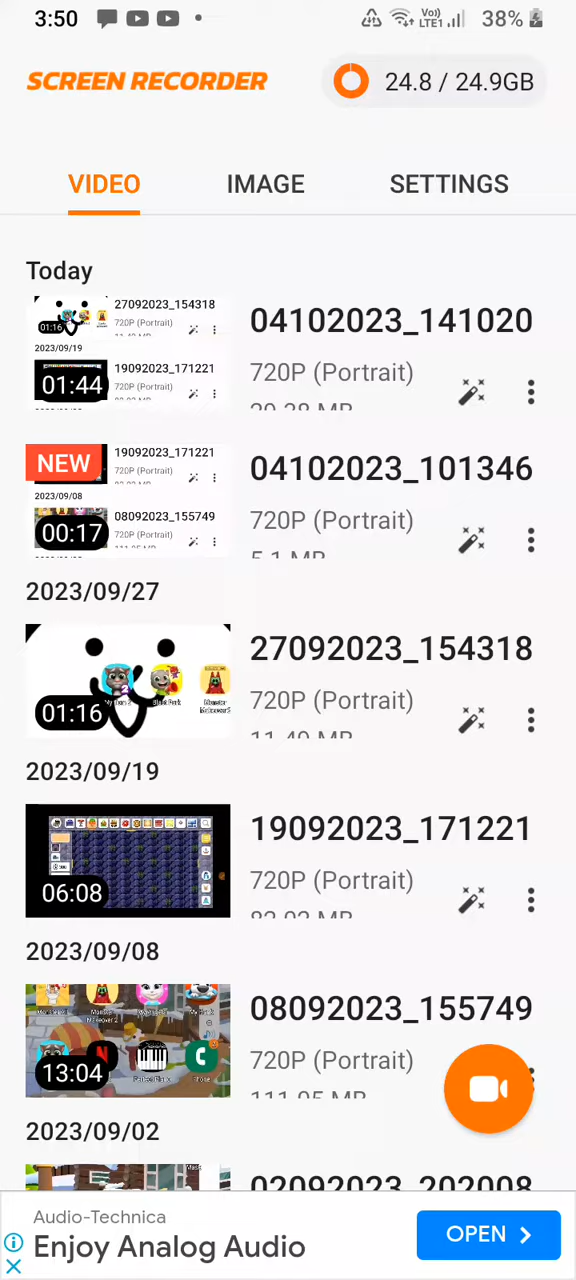 3:50
Vo)) LTE1
38%
SCREEN RECORDER
24.8 / 24.9GB
VIDEO
IMAGE
SETTINGS
Today
27092023_154318
720P (Portrait)
01:16
2023/09/19
19092023_171221
720P (Portrait)
01:44
04102023_141020
720P (Portrait)
NEW
19092023_171221
720P (Portrait)
2023/09/08
08092023_155749
720P (Portrait)
00:17
04102023_101346
720P (Portrait)
2023/09/27
01:16
27092023_154318
720P (Portrait)
2023/09/19
06:08
19092023_171221
720P (Portrait)
2023/09/08
13:04
08092023_155749
720P (Portrait)
2023/09/02
02092023_202008
Audio-Technica
Enjoy Analog Audio
OPEN